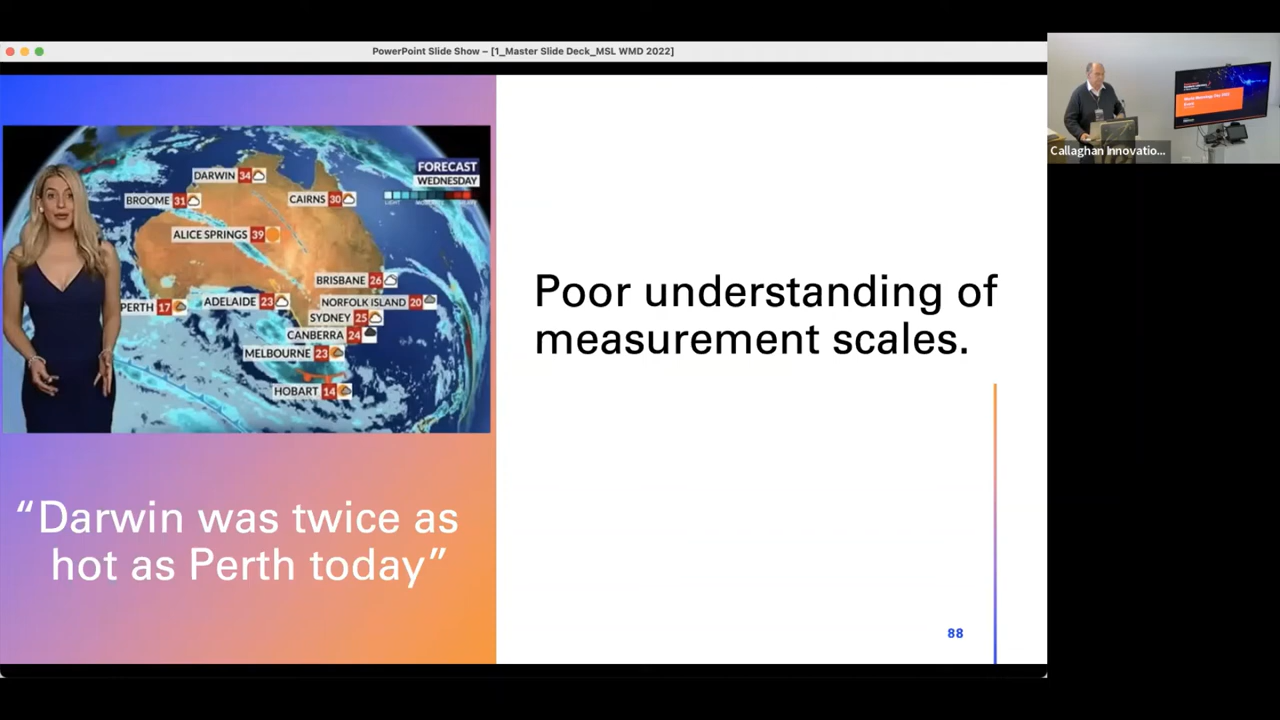 PowerPoint Slide Show – [1_Master Slide Deck_MSL WMD 2022]
FORECAST
WEDNESDAY
DARWIN 34
BROOME 31
CAIRNS 30
ALICE SPRINGS 39
BRISBANE 26
PERTH 17
ADELAIDE 23
NORFOLK ISLAND 20
SYDNEY 25
CANBERRA 24
MELBOURNE 23
HOBART 14
“Darwin was twice as
hot as Perth today”
Poor understanding of
measurement scales.
88
Callaghan Innovatio...